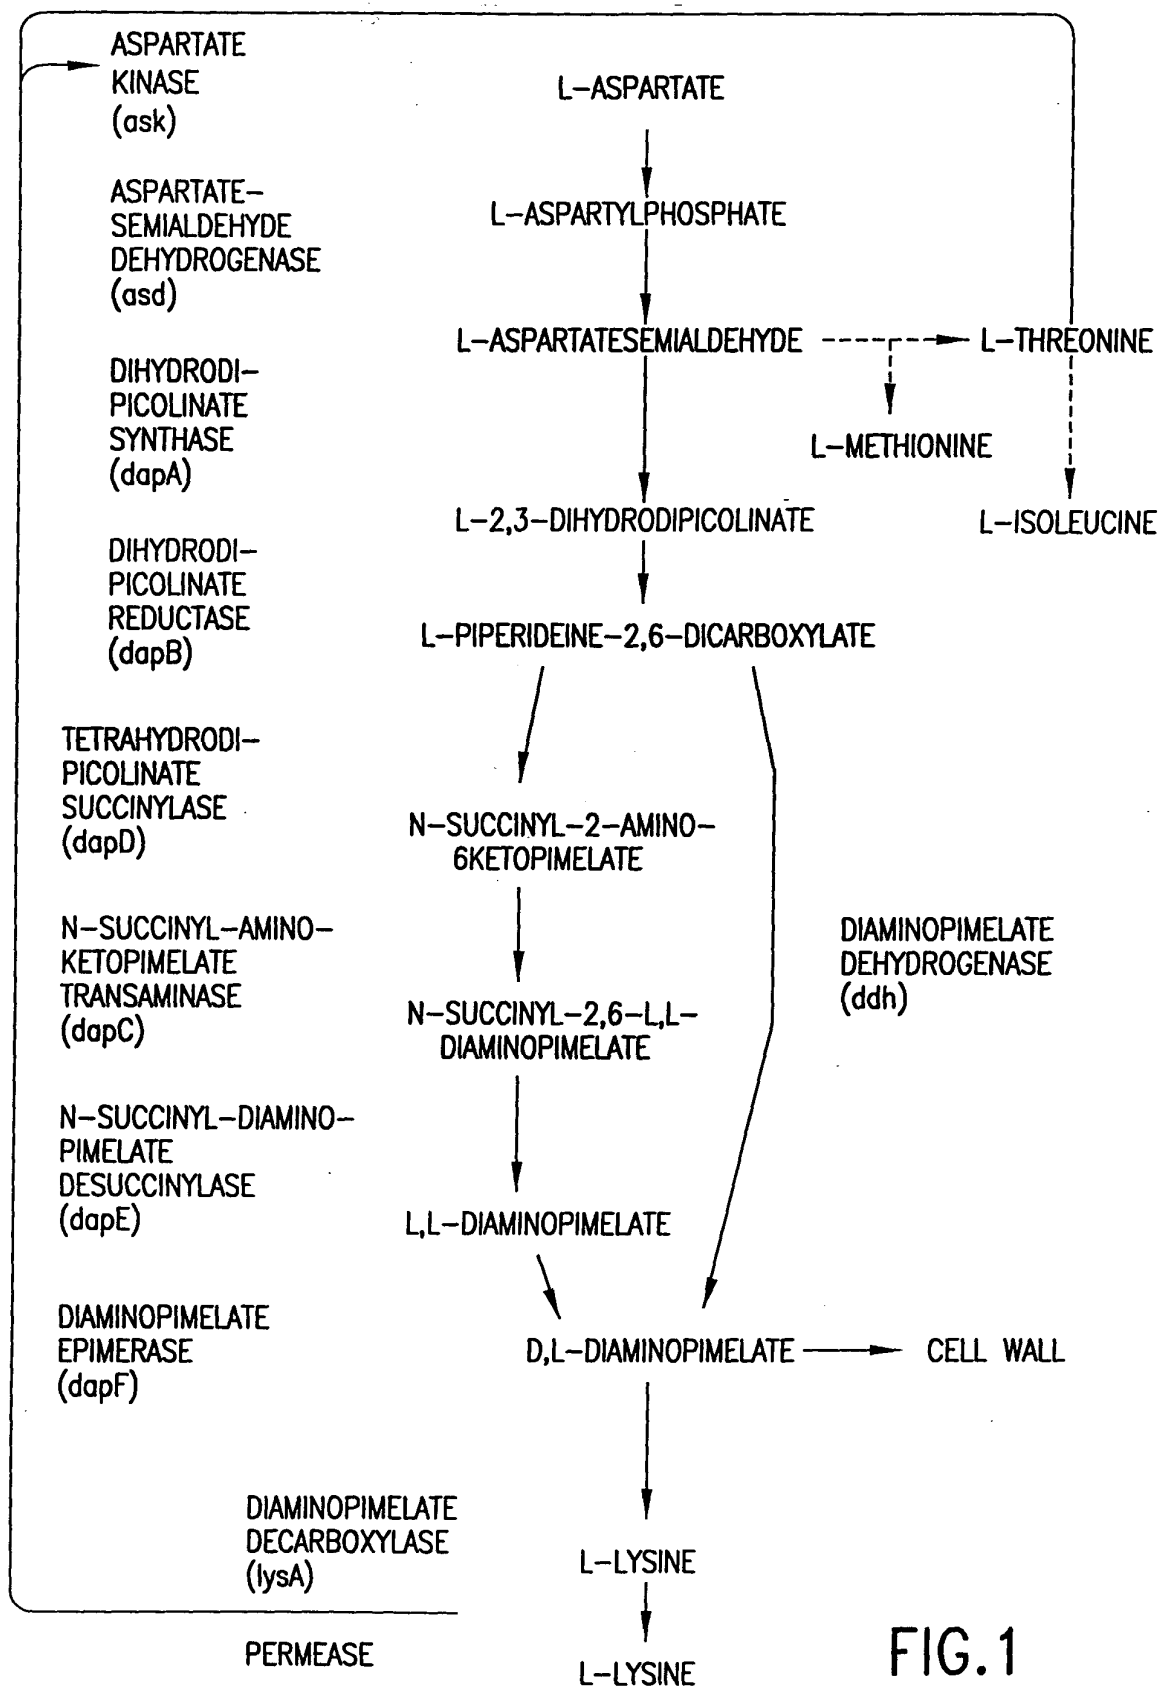 ASPARTATE
KINASE
(ask)
L-ASPARTATE
ASPARTATE-
SEMIALDEHYDE
DEHYDROGENASE
(asd)
L-ASPARTYLPHOSPHATE
L-ASPARTATESEMIALDEHYDE
L-THREONINE
L-METHIONINE
L-ISOLEUCINE
DIHYDRODI-
PICOLINATE
SYNTHASE
(dapA)
L-2,3-DIHYDRODIPICOLINATE
DIHYDRODI-
PICOLINATE
REDUCTASE
(dapB)
L-PIPERIDEINE-2,6-DICARBOXYLATE
TETRAHYDRODI-
PICOLINATE
SUCCINYLASE
(dapD)
N-SUCCINYL-2-AMINO-
6KETOPIMELATE
N-SUCCINYL-AMINO-
KETOPIMELATE
TRANSAMINASE
(dapC)
N-SUCCINYL-2,6-L,L-
DIAMINOPIMELATE
DIAMINOPIMELATE
DEHYDROGENASE
(ddh)
N-SUCCINYL-DIAMINO-
PIMELATE
DESUCCINYLASE
(dapE)
L,L-DIAMINOPIMELATE
DIAMINOPIMELATE
EPIMERASE
(dapF)
D,L-DIAMINOPIMELATE
CELL WALL
DIAMINOPIMELATE
DECARBOXYLASE
(lysA)
L-LYSINE
PERMEASE
L-LYSINE
FIG.1